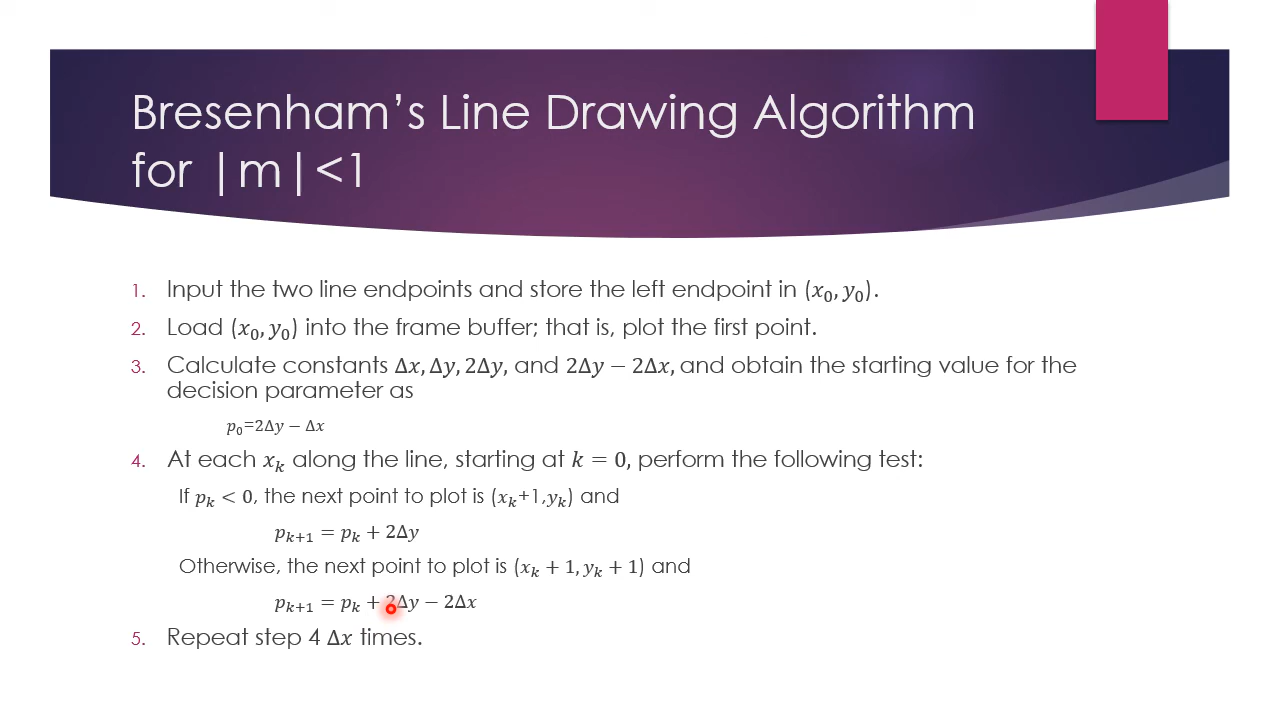 Bresenham’s Line Drawing Algorithm
for |m|<1
1. Input the two line endpoints and store the left endpoint in (x₀, y₀).
2. Load (x₀, y₀) into the frame buffer; that is, plot the first point.
3. Calculate constants Δx, Δy, 2Δy, and 2Δy − 2Δx, and obtain the starting value for the
decision parameter as
p₀=2Δy − Δx
4. At each xₖ along the line, starting at k = 0, perform the following test:
If pₖ < 0, the next point to plot is (xₖ+1,yₖ) and
pₖ₊₁ = pₖ + 2Δy
Otherwise, the next point to plot is (xₖ + 1, yₖ + 1) and
pₖ₊₁ = pₖ + 2Δy − 2Δx
5. Repeat step 4 Δx times.